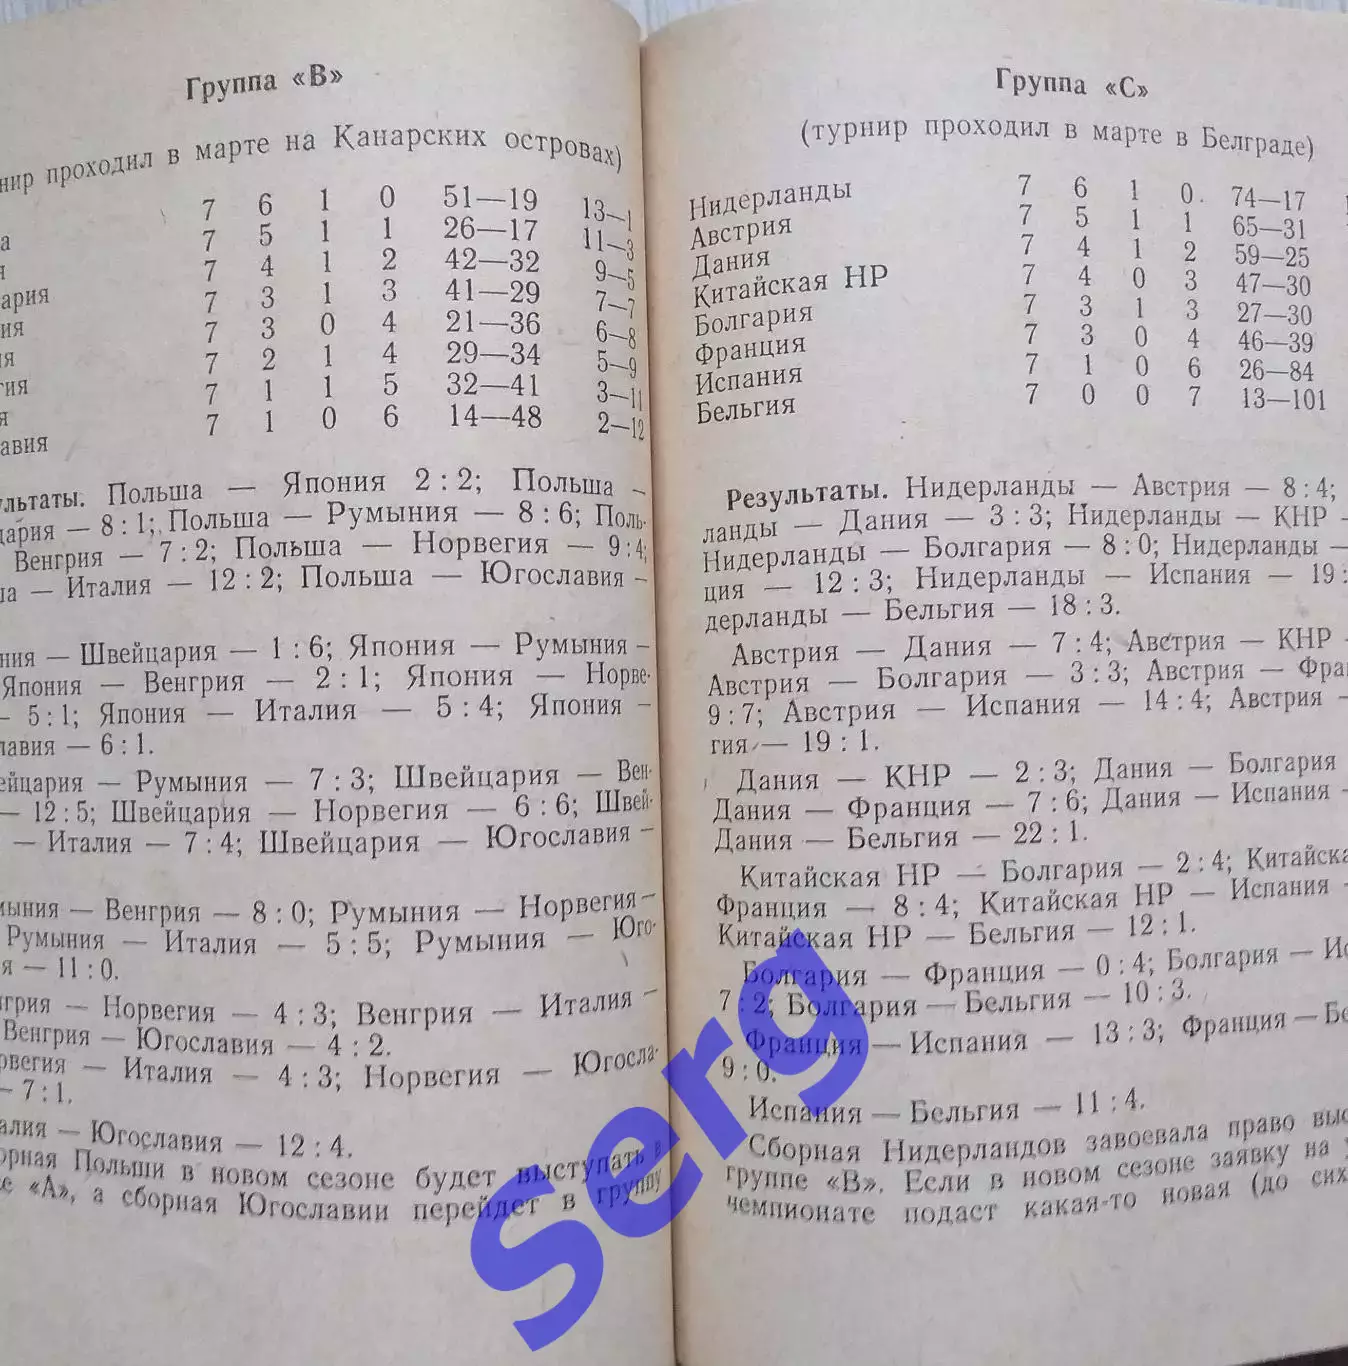 Группа «В»
нир проходил в марте на Канарских островах)
7 6 1 0 51—19 13—1
а 7 5 1 1 26—17 11—3
я 7 4 1 2 42—32 9—5
ария 7 3 1 3 41—29 7—7
ия 7 3 0 4 21—36 6—8
ия 7 2 1 4 29—34 5—9
гия 7 1 1 5 32—41 3—11
я 7 1 0 6 14—48 2—12
авия
ультаты. Польша — Япония 2 : 2; Польша —
цария — 8 : 1; Польша — Румыния — 8 : 6; Поль-
Венгрия — 7 : 2; Польша — Норвегия — 9 : 4;
ша — Италия — 12 : 2; Польша — Югославия —
ния — Швейцария — 1 : 6; Япония — Румыния —
Япония — Венгрия — 2 : 1; Япония — Норве-
— 5 : 1; Япония — Италия — 5 : 4; Япония —
лавия — 6 : 1.
ейцария — Румыния — 7 : 3; Швейцария — Вен-
— 12 : 5; Швейцария — Норвегия — 6 : 6; Швей-
— Италия — 7 : 4; Швейцария — Югославия —
мыния — Венгрия — 8 : 0; Румыния — Норвегия —
Румыния — Италия — 5 : 5; Румыния — Юго-
я — 11 : 0.
нгрия — Норвегия — 4 : 3; Венгрия — Италия —
Венгрия — Югославия — 4 : 2.
рвегия — Италия — 4 : 3; Норвегия — Югосла-
— 7 : 1.
алия — Югославия — 12 : 4.
орная Польши в новом сезоне будет выступать в
е «А», а сборная Югославии перейдет в группу
Группа «С»
(турнир проходил в марте в Белграде)
Нидерланды 7 6 1 0 74—17 1
Австрия 7 5 1 1 65—31
Дания 7 4 1 2 59—25
Китайская НР 7 4 0 3 47—30
Болгария 7 3 1 3 27—30
Франция 7 3 0 4 46—39
Испания 7 1 0 6 26—84
Бельгия 7 0 0 7 13—101
Результаты. Нидерланды — Австрия — 8 : 4;
ланды — Дания — 3 : 3; Нидерланды — КНР —
Нидерланды — Болгария — 8 : 0; Нидерланды —
ция — 12 : 3; Нидерланды — Испания — 19 :
дерланды — Бельгия — 18 : 3.
Австрия — Дания — 7 : 4; Австрия — КНР —
Австрия — Болгария — 3 : 3; Австрия — Фран
9 : 7; Австрия — Испания — 14 : 4; Австрия —
гия — 19 : 1.
Дания — КНР — 2 : 3; Дания — Болгария
Дания — Франция — 7 : 6; Дания — Испания —
Дания — Бельгия — 22 : 1.
Китайская НР — Болгария — 2 : 4; Китайска
Франция — 8 : 4; Китайская НР — Испания —
Китайская НР — Бельгия — 12 : 1.
Болгария — Франция — 0 : 4; Болгария — Ис
7 : 2; Болгария — Бельгия — 10 : 3.
Франция — Испания — 13 : 3; Франция — Бе
9 : 0.
Испания — Бельгия — 11 : 4.
Сборная Нидерландов завоевала право выс
группе «В». Если в новом сезоне заявку на у
чемпионате подаст какая-то новая (до сих
serg